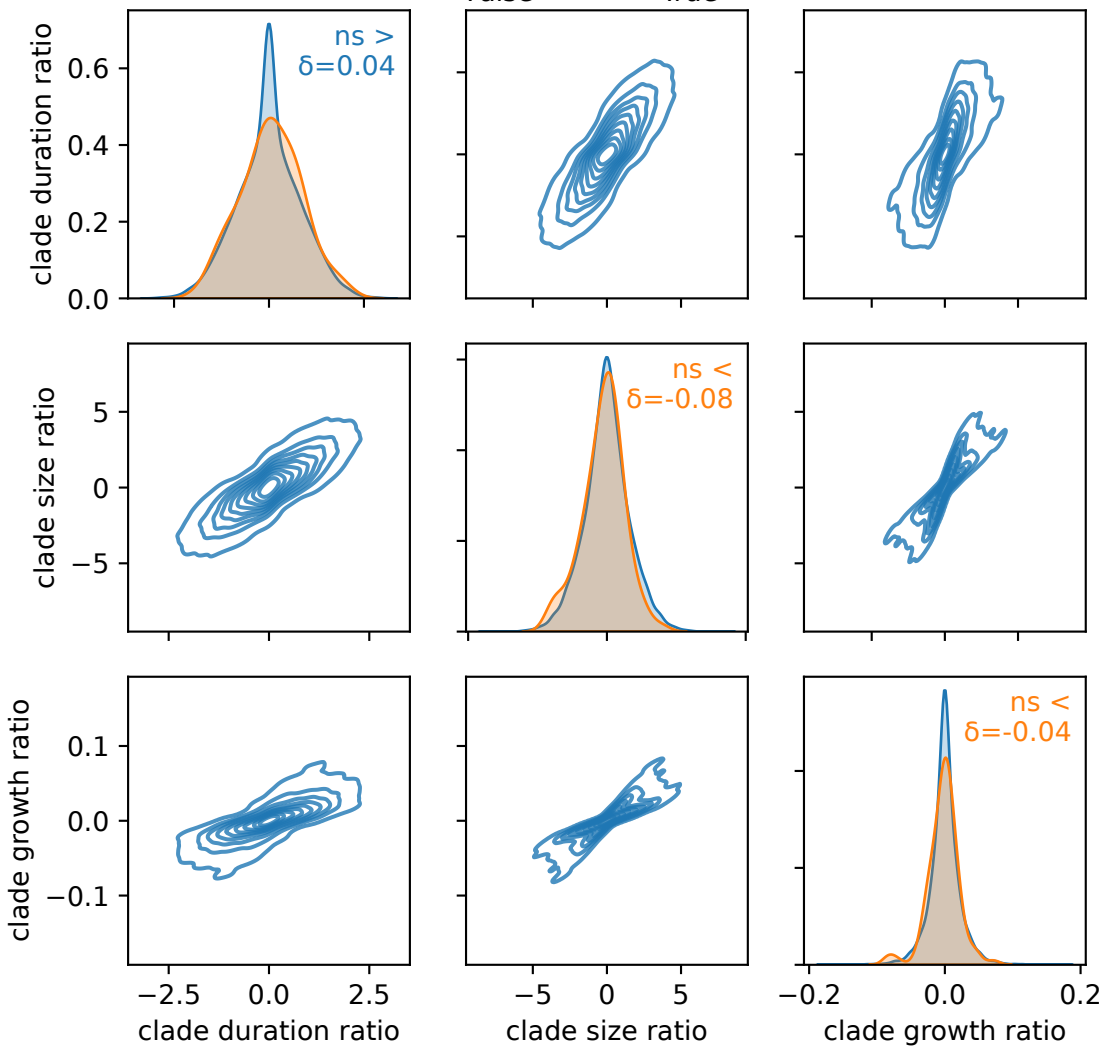 clade duration ratio
0.6
0.4
0.2
0.0
ns >
δ=0.04
clade size ratio
5
0
−5
ns <
δ=-0.08
clade growth ratio
0.1
0.0
−0.1
ns <
δ=-0.04
−2.5 0.0 2.5
−5 0 5
−0.2 0.0 0.2
clade duration ratio
clade size ratio
clade growth ratio